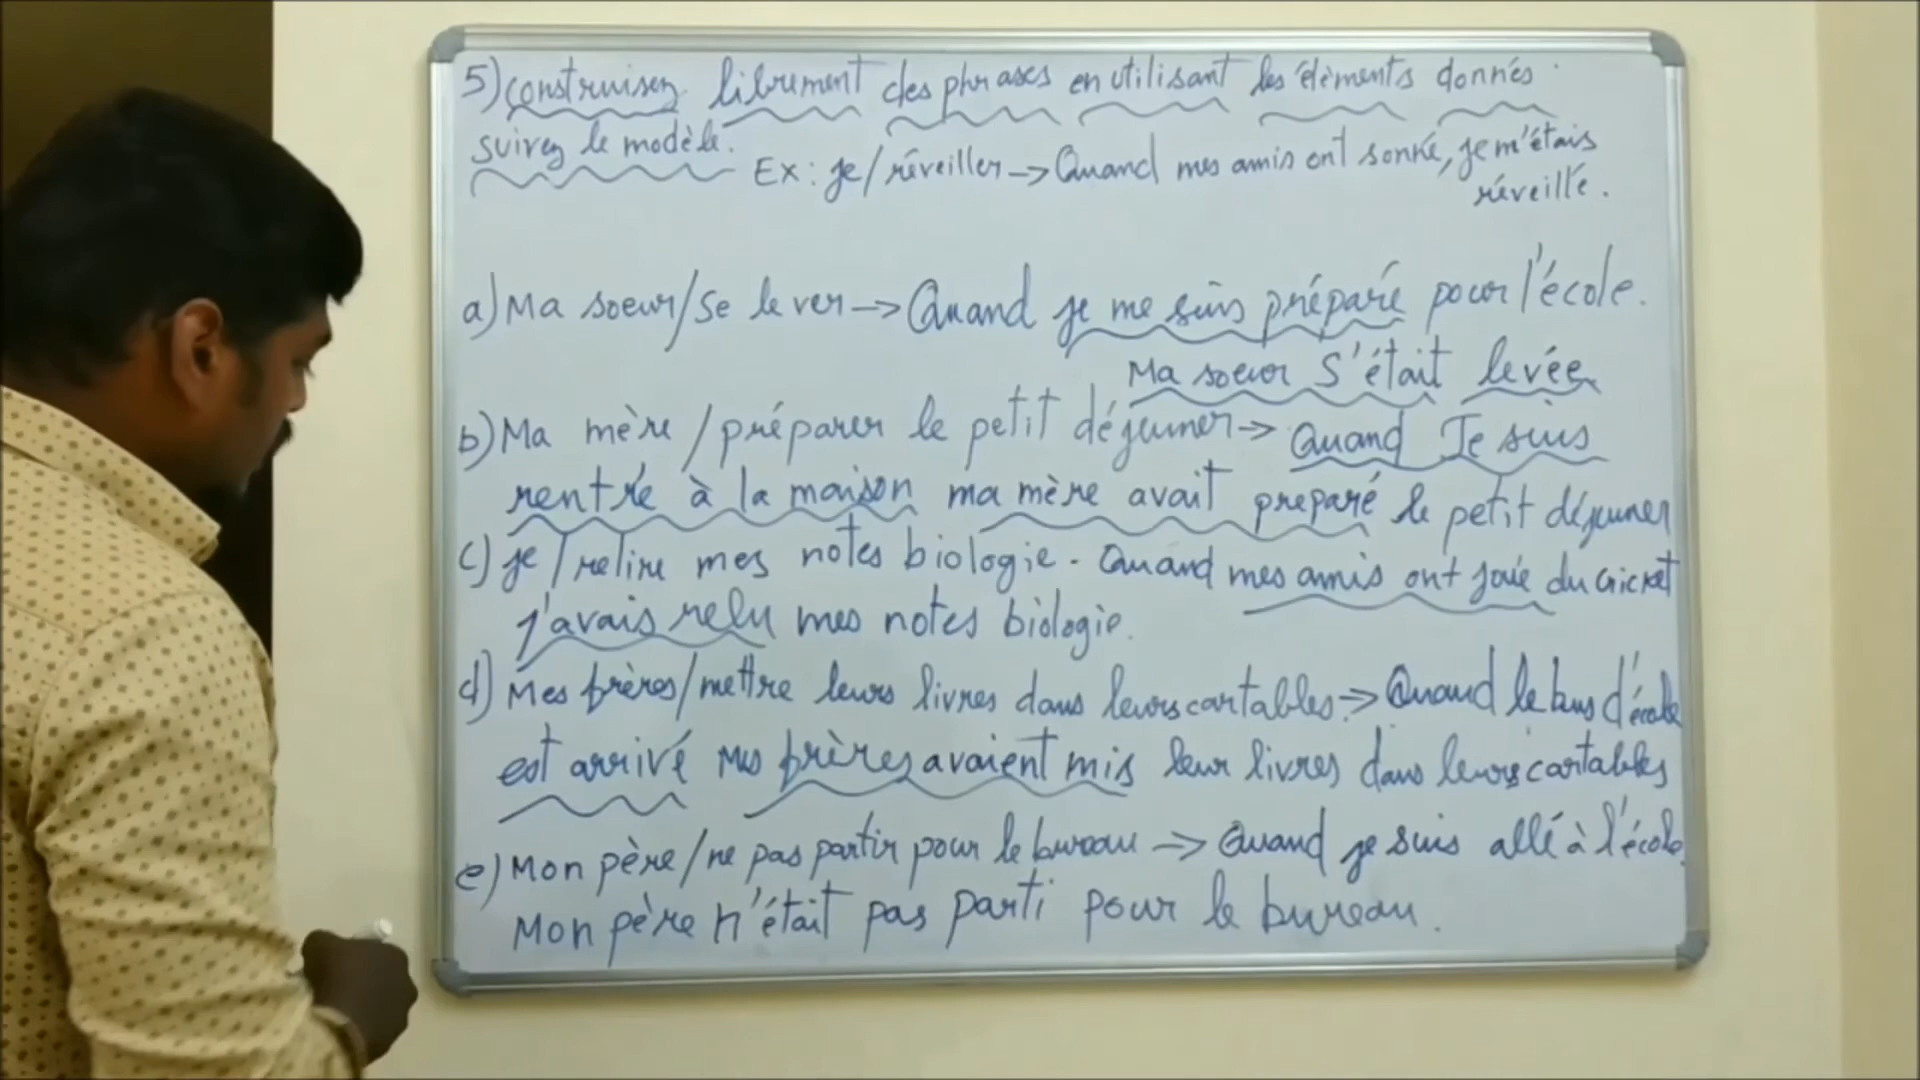 5) construisez librement des phrases en utilisant les élèments donnés.
suivez le modèle.
Ex: je/réveiller → Quand mes amis ont sonné, je m'étais
réveillé.
a) Ma soeur/se lever → Quand je me suis préparé pour l'école.
Ma soeur s'était levée
b) Ma mère/préparer le petit déjeuner → Quand Je suis
rentré à la maison ma mère avait preparé le petit déjeuner
c) je/relire mes notes biologie. Quand mes amis ont joué du cricket
j'avais relu mes notes biologie.
d) Mes frères/mettre leurs livres dans leurs cartables. → Quand le bus d'école
est arrivé Mes frères avaient mis leur livres dans leurs cartables
e) Mon père/ne pas partir pour le bureau → Quand je suis allé à l'école.
Mon père n'était pas parti pour le bureau.